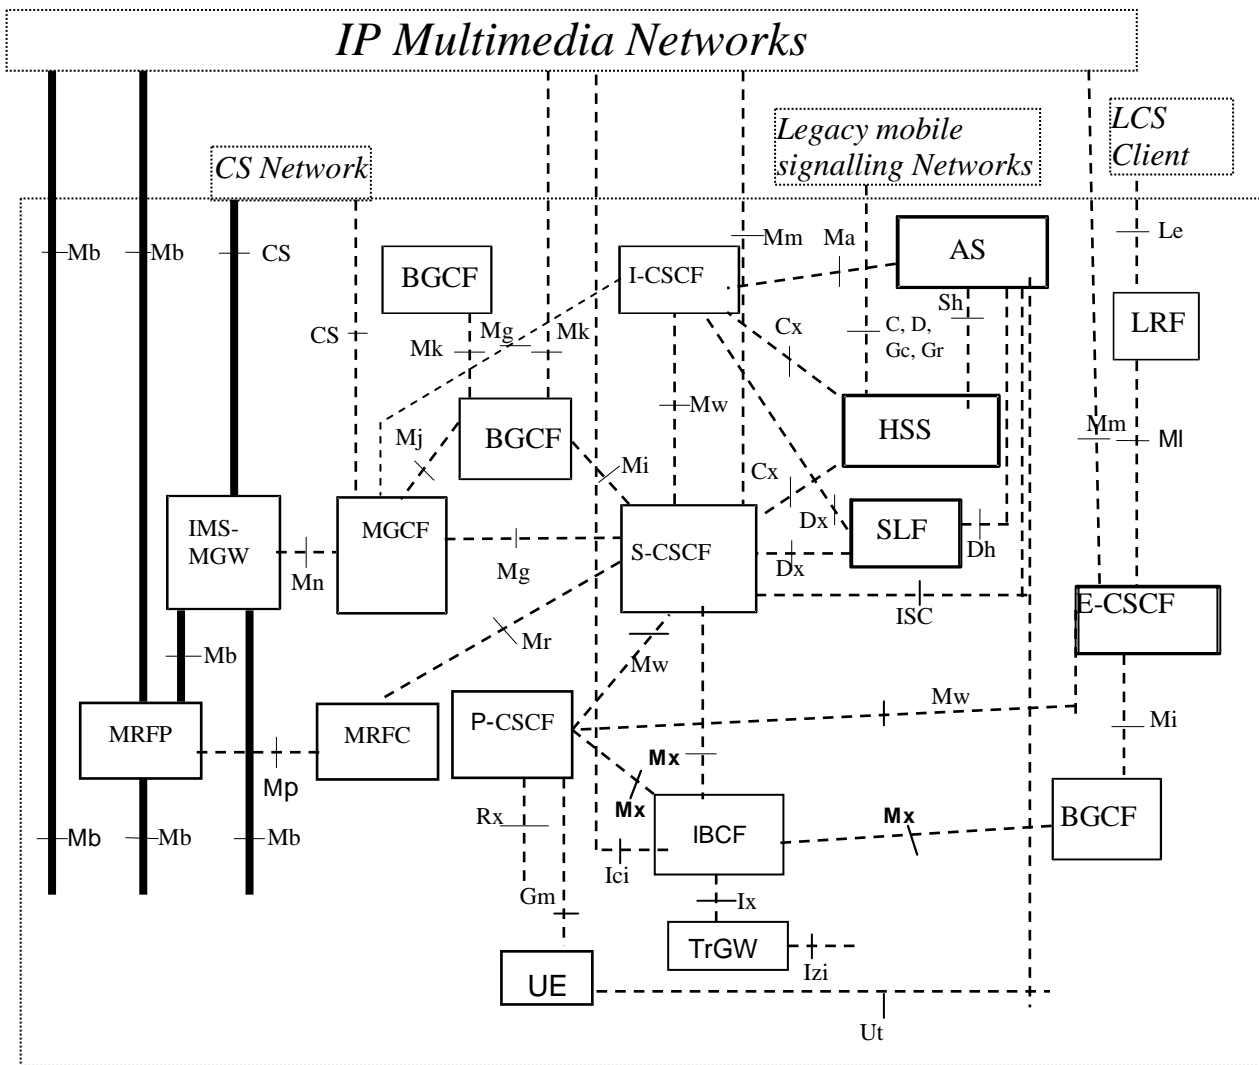 IP Multimedia Networks
Legacy mobile
signalling Networks
LCS
Client
CS Network
Mb
Mb
CS
Mm
Ma
Le
BGCF
I-CSCF
AS
Sh
LRF
CS
Mk
Mg
Mk
Cx
C, D,
Gc, Gr
Mw
Mj
BGCF
Mi
HSS
Mm
Ml
Cx
IMS-
MGW
MGCF
S-CSCF
Dx
SLF
Dh
Mn
Mg
Dx
ISC
E-CSCF
Mb
Mr
Mw
Mw
MRFP
MRFC
P-CSCF
Mi
Mp
Mx
Mx
Mx
Mb
Mb
Mb
Rx
IBCF
BGCF
Ici
Gm
Ix
TrGW
Izi
UE
Ut